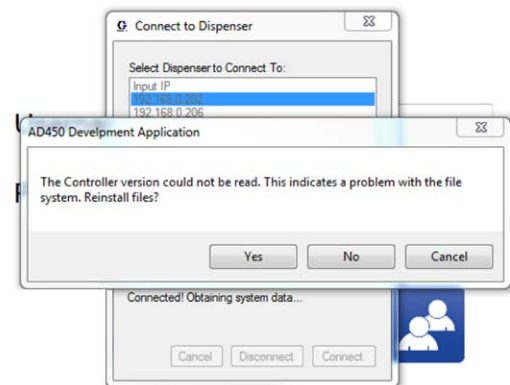 Connect to Dispenser
Select Dispenser to Connect To:
Input IP
192.168.0.202
192.168.0.206
AD450 Develpment Application
The Controller version could not be read. This indicates a problem with the file
system. Reinstall files?
Yes No Cancel
Connected! Obtaining system data...
Cancel Disconnect Connect